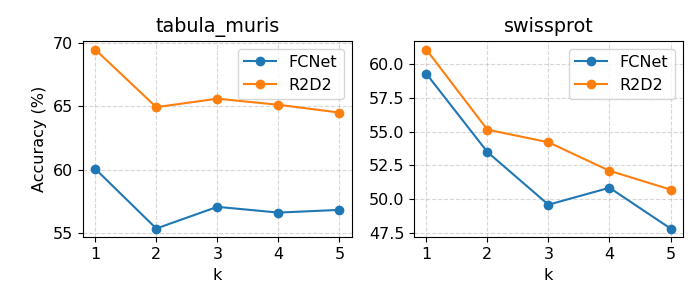 tabula_muris
Accuracy (%)
70
65
60
55
1 2 3 4 5
k
FCNet
R2D2
swissprot
60.0
57.5
55.0
52.5
50.0
47.5
1 2 3 4 5
k
FCNet
R2D2